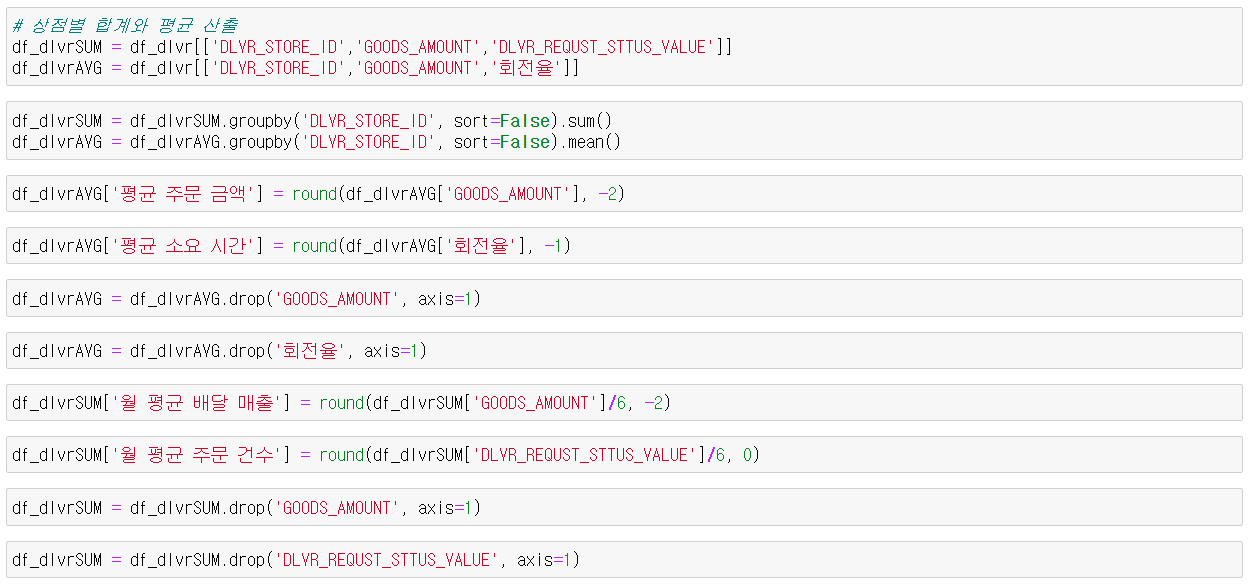 # 상점별 합계와 평균 산출
df_dlvrSUM = df_dlvr[['DLVR_STORE_ID','GOODS_AMOUNT','DLVR_REQUST_STTUS_VALUE']]
df_dlvrAVG = df_dlvr[['DLVR_STORE_ID','GOODS_AMOUNT','회전율']]
df_dlvrSUM = df_dlvrSUM.groupby('DLVR_STORE_ID', sort=False).sum()
df_dlvrAVG = df_dlvrAVG.groupby('DLVR_STORE_ID', sort=False).mean()
df_dlvrAVG['평균 주문 금액'] = round(df_dlvrAVG['GOODS_AMOUNT'], -2)
df_dlvrAVG['평균 소요 시간'] = round(df_dlvrAVG['회전율'], -1)
df_dlvrAVG = df_dlvrAVG.drop('GOODS_AMOUNT', axis=1)
df_dlvrAVG = df_dlvrAVG.drop('회전율', axis=1)
df_dlvrSUM['월 평균 배달 매출'] = round(df_dlvrSUM['GOODS_AMOUNT']/6, -2)
df_dlvrSUM['월 평균 주문 건수'] = round(df_dlvrSUM['DLVR_REQUST_STTUS_VALUE']/6, 0)
df_dlvrSUM = df_dlvrSUM.drop('GOODS_AMOUNT', axis=1)
df_dlvrSUM = df_dlvrSUM.drop('DLVR_REQUST_STTUS_VALUE', axis=1)